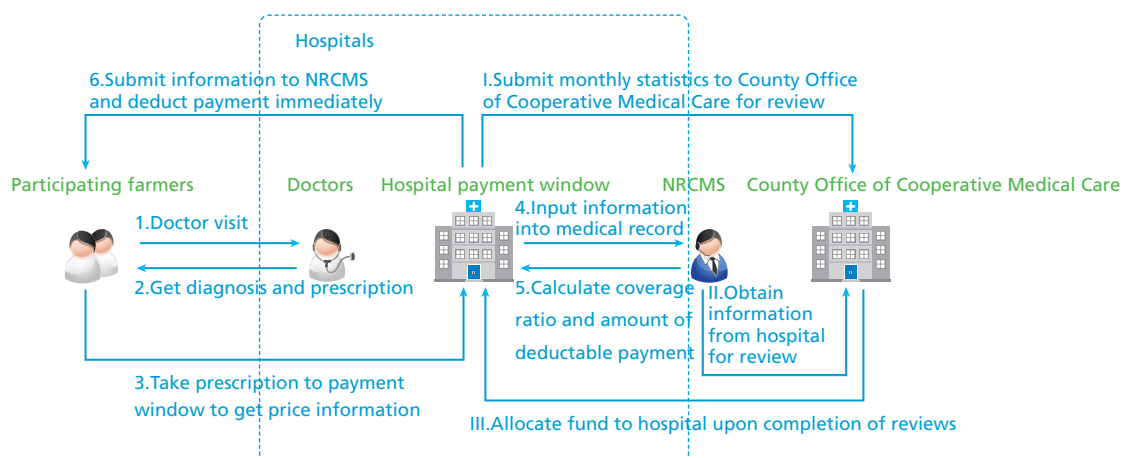 Hospitals
6.Submit information to NRCMS
and deduct payment immediately
I.Submit monthly statistics to County Office
of Cooperative Medical Care for review
Participating farmers
Doctors
Hospital payment window
NRCMS
County Office of Cooperative Medical Care
1.Doctor visit
4.Input information
into medical record
2.Get diagnosis and prescription
5.Calculate coverage
ratio and amount of
deductable payment
II.Obtain
information
from hospital
for review
3.Take prescription to payment
window to get price information
III.Allocate fund to hospital upon completion of reviews